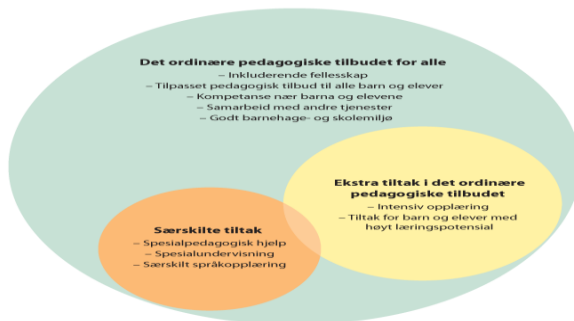 Det ordinære pedagogiske tilbudet for alle
– Inkluderende fellesskap
– Tilpasset pedagogisk tilbud til alle barn og elever
– Kompetanse nær barna og elevene
– Samarbeid med andre tjenester
– Godt barnehage- og skolemiljø
Ekstra tiltak i det ordinære
pedagogiske tilbudet
– Intensiv opplæring
– Tiltak for barn og elever med
høyt læringspotensial
Særskilte tiltak
– Spesialpedagogisk hjelp
– Spesialundervisning
– Særskilt språkopplæring